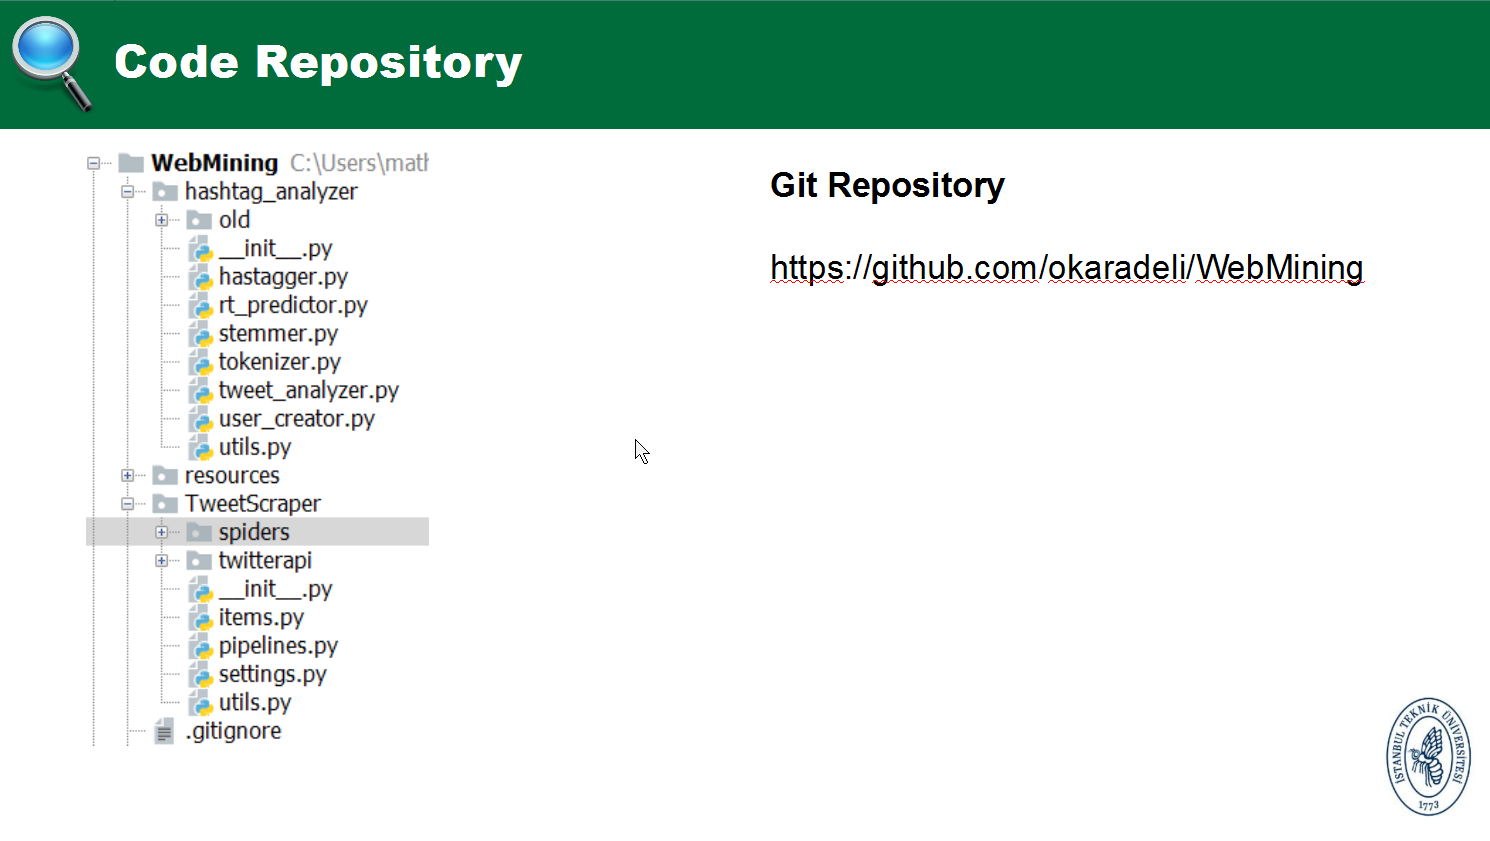 Code Repository
WebMining C:\Users\math
hashtag_analyzer
old
__init__.py
hastagger.py
rt_predictor.py
stemmer.py
tokenizer.py
tweet_analyzer.py
user_creator.py
utils.py
resources
TweetScraper
spiders
twitterapi
__init__.py
items.py
pipelines.py
settings.py
utils.py
.gitignore
Git Repository
https://github.com/okaradeli/WebMining
İSTANBUL TEKNİK ÜNİVERSİTESİ
1773